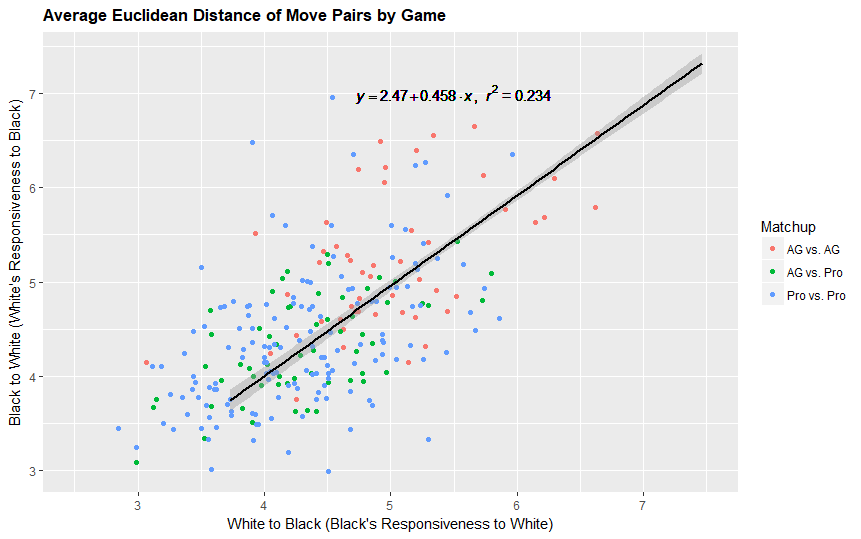 Average Euclidean Distance of Move Pairs by Game
y = 2.47 + 0.458 · x, r² = 0.234
7
6
5
4
3
3 4 5 6 7
Black to White (White's Responsiveness to Black)
White to Black (Black's Responsiveness to White)
Matchup
AG vs. AG
AG vs. Pro
Pro vs. Pro